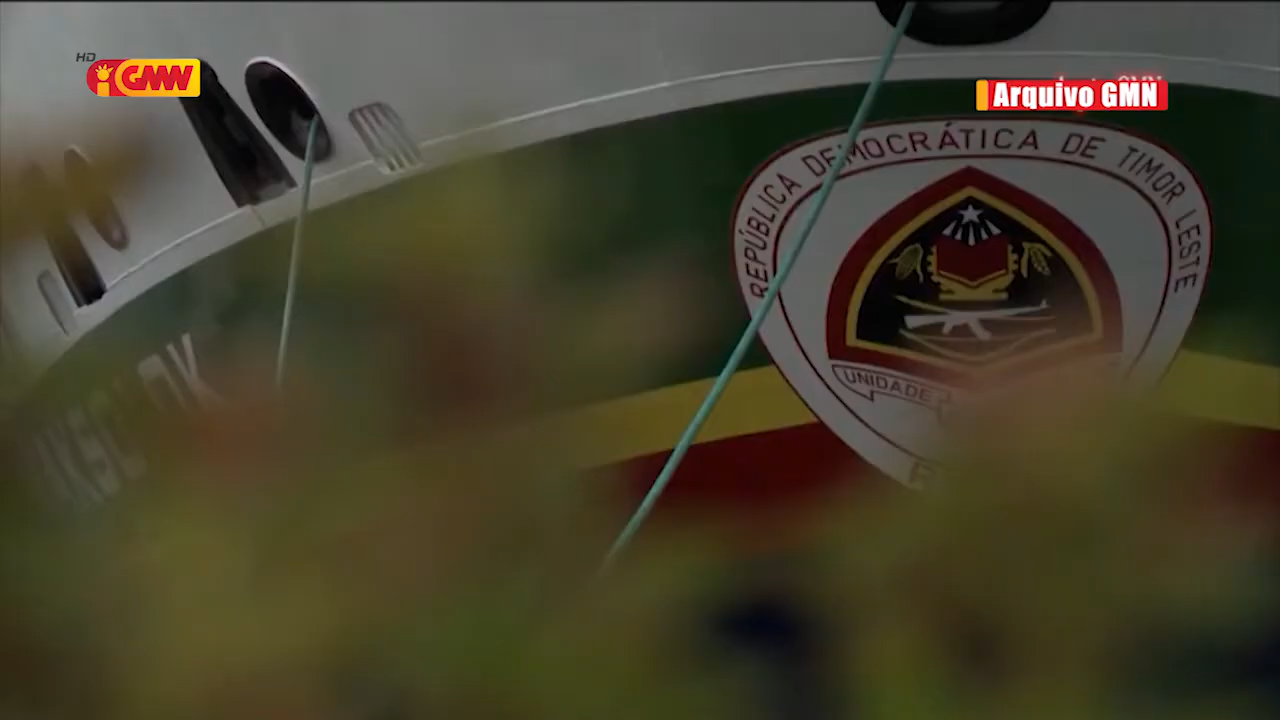 HD
GMN
Arquivo GMN
REPÚBLICA DEMOCRÁTICA DE TIMOR LESTE
UNIDADE